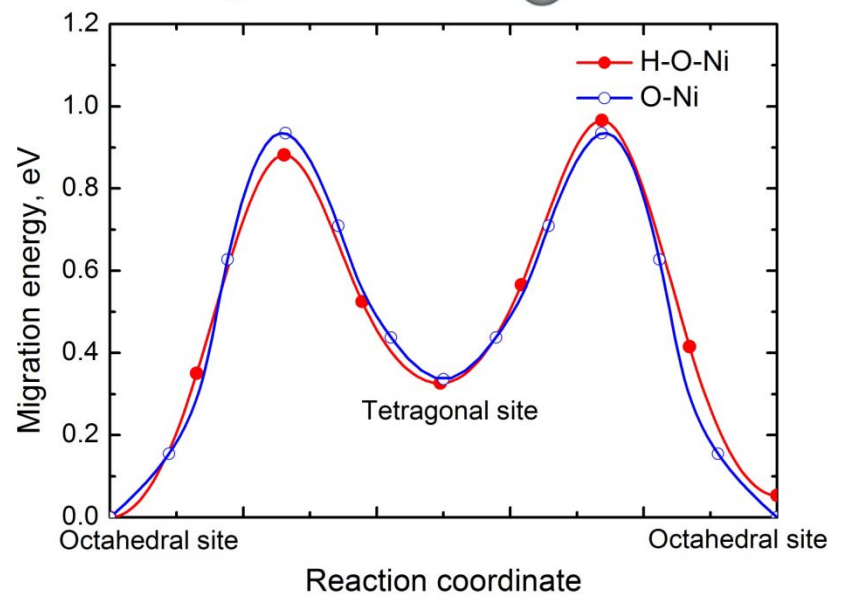 1.2
1.0
0.8
0.6
0.4
0.2
0.0
Migration energy, eV
H-O-Ni
O-Ni
Tetragonal site
Octahedral site
Octahedral site
Reaction coordinate